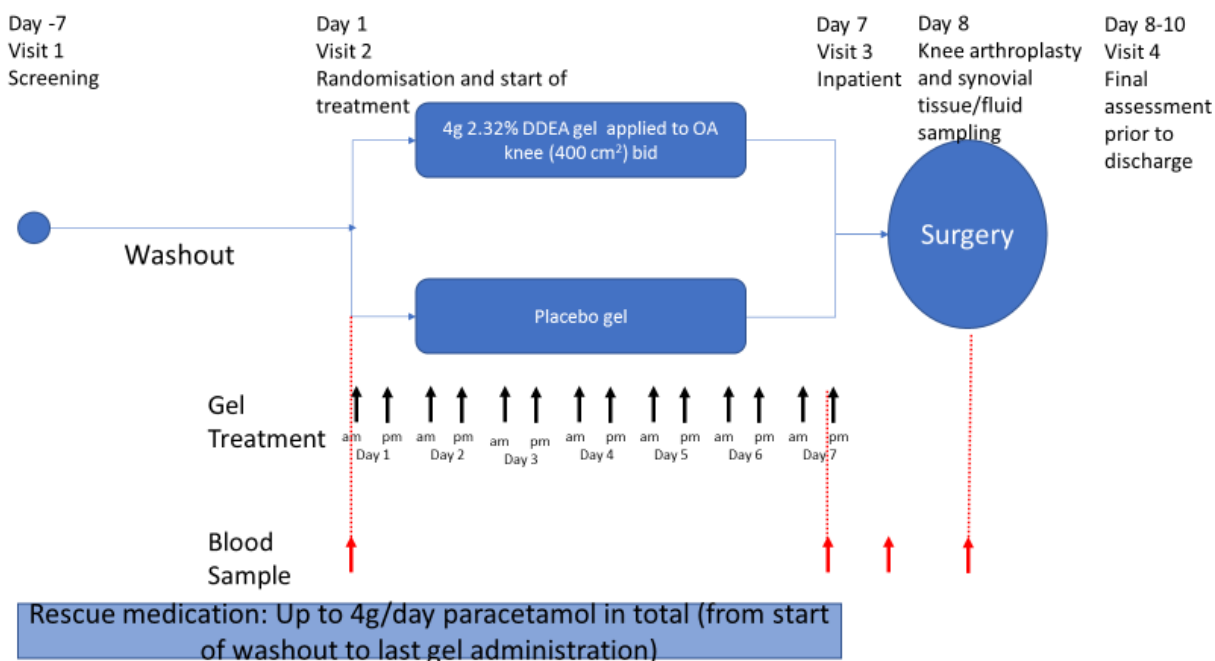 Day -7
Visit 1
Screening
Day 1
Visit 2
Randomisation and start of
treatment
Day 7
Visit 3
Inpatient
Day 8
Knee arthroplasty
and synovial
tissue/fluid
sampling
Day 8-10
Visit 4
Final
assessment
prior to
discharge
4g 2.32% DDEA gel applied to OA
knee (400 cm²) bid
Washout
Surgery
Placebo gel
Gel
Treatment
am pm am pm am pm am pm am pm am pm am pm
Day 1 Day 2 Day 3 Day 4 Day 5 Day 6 Day 7
Blood
Sample
Rescue medication: Up to 4g/day paracetamol in total (from start
of washout to last gel administration)